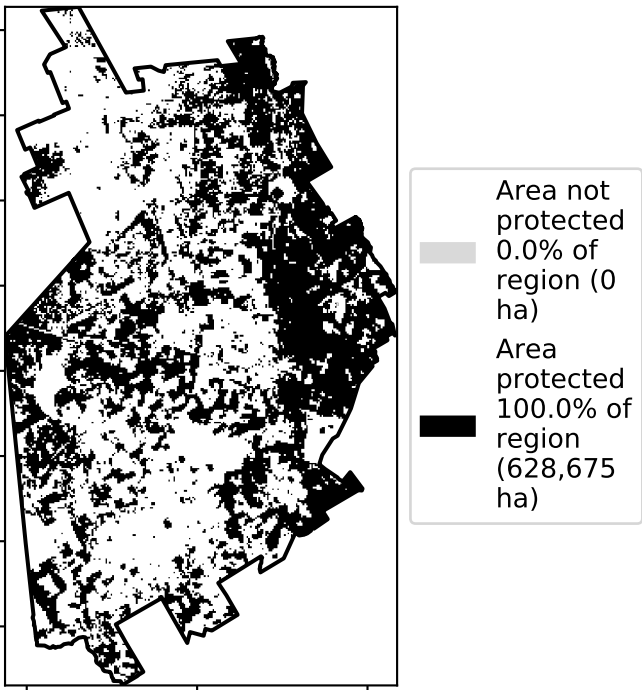 Area not
protected
0.0% of
region (0
ha)
Area
protected
100.0% of
region
(628,675
ha)